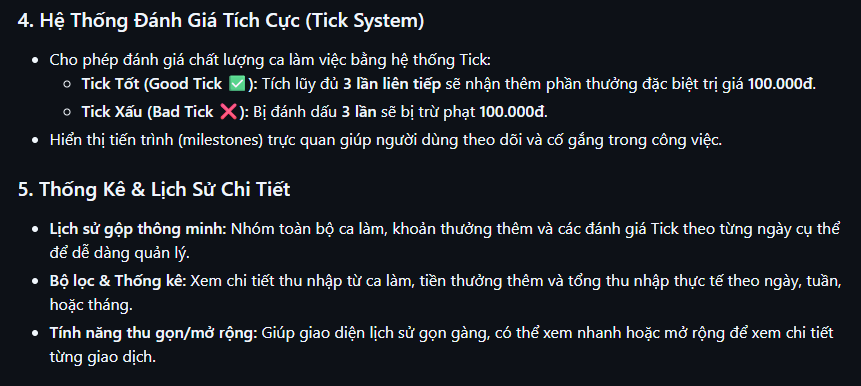 4. Hệ Thống Đánh Giá Tích Cực (Tick System)
• Cho phép đánh giá chất lượng ca làm việc bằng hệ thống Tick:
◦ Tick Tốt (Good Tick ✅): Tích lũy đủ 3 lần liên tiếp sẽ nhận thêm phần thưởng đặc biệt trị giá 100.000đ.
◦ Tick Xấu (Bad Tick ❌): Bị đánh dấu 3 lần sẽ bị trừ phạt 100.000đ.
• Hiển thị tiến trình (milestones) trực quan giúp người dùng theo dõi và cố gắng trong công việc.
5. Thống Kê & Lịch Sử Chi Tiết
• Lịch sử gộp thông minh: Nhóm toàn bộ ca làm, khoản thưởng thêm và các đánh giá Tick theo từng ngày cụ thể
để dễ dàng quản lý.
• Bộ lọc & Thống kê: Xem chi tiết thu nhập từ ca làm, tiền thưởng thêm và tổng thu nhập thực tế theo ngày, tuần,
hoặc tháng.
• Tính năng thu gọn/mở rộng: Giúp giao diện lịch sử gọn gàng, có thể xem nhanh hoặc mở rộng để xem chi tiết
từng giao dịch.